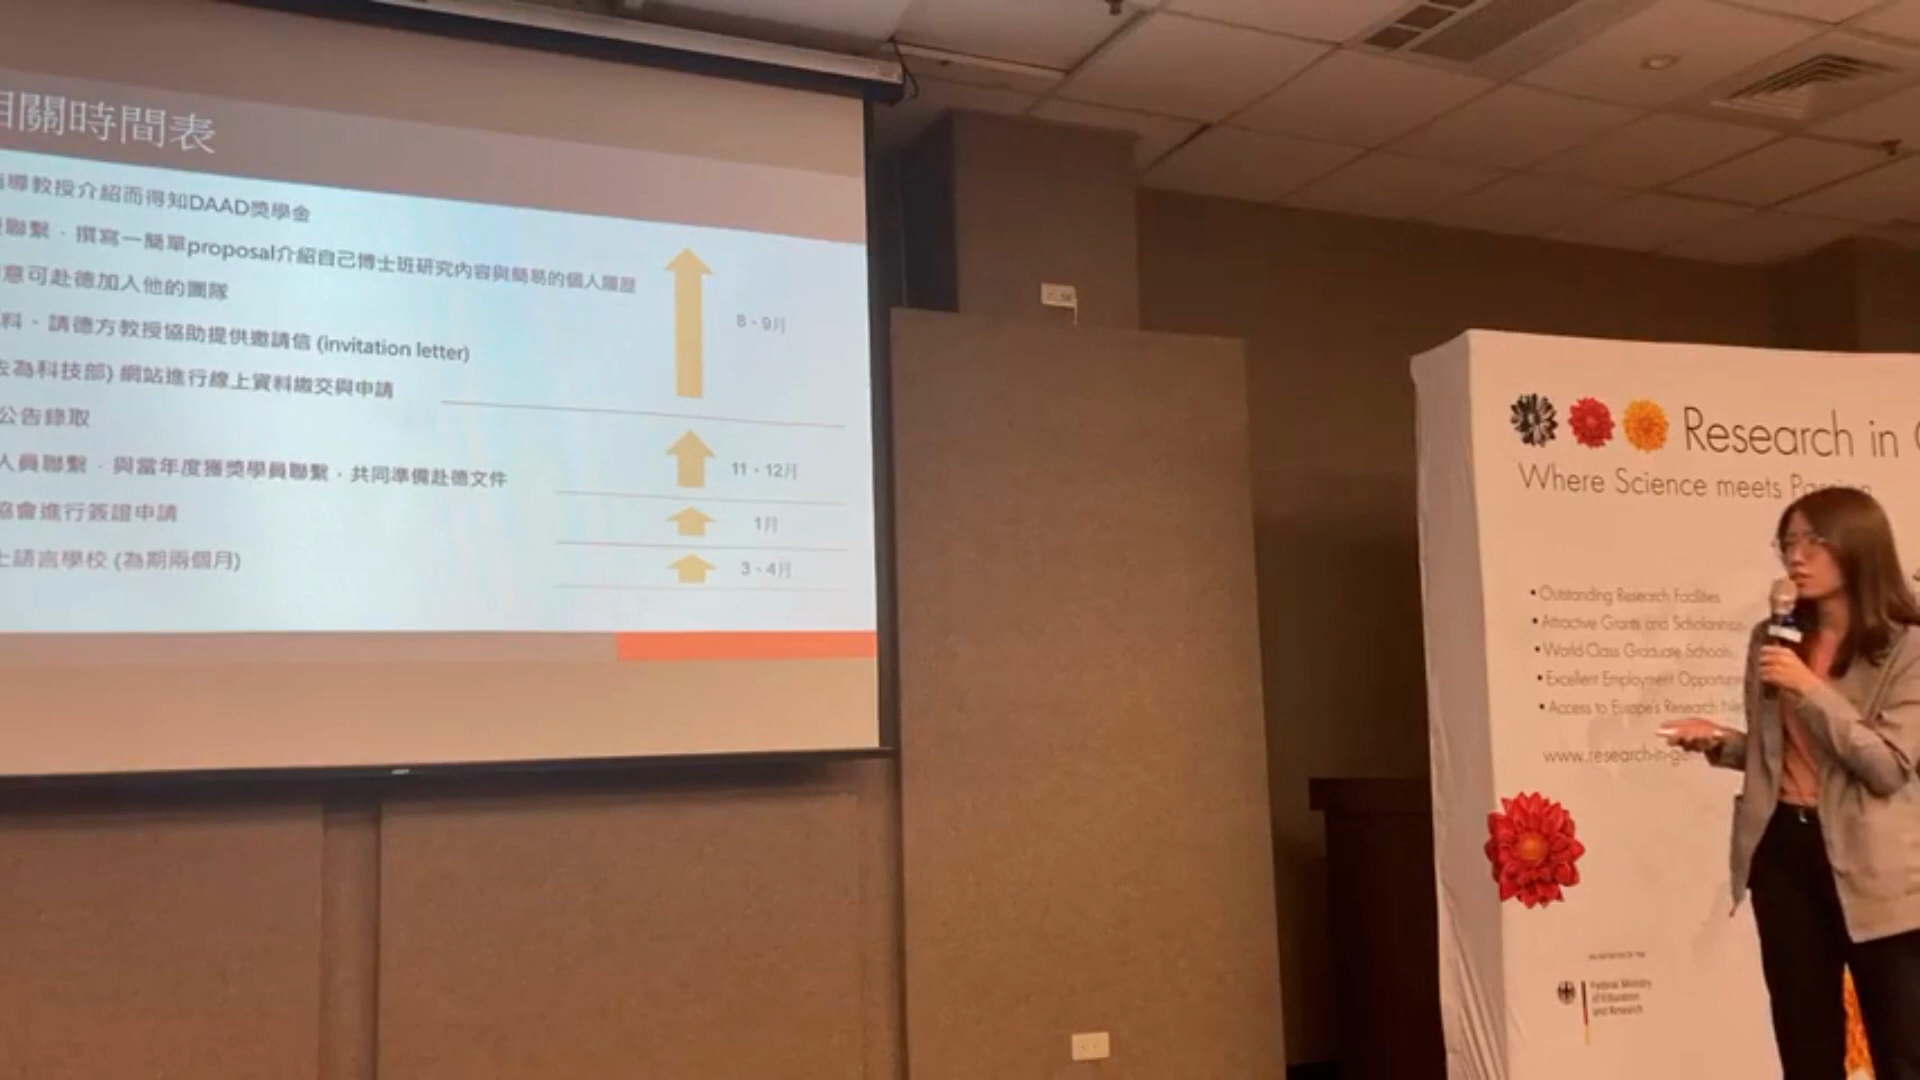 相關時間表
指導教授介紹而得知DAAD獎學金
聯繫，撰寫一簡單proposal介紹自己博士班研究內容與簡易的個人履歷
意可赴德加入他的團隊
料、請德方教授協助提供邀請信 (invitation letter)
去為科技部) 網站進行線上資料繳交與申請
公告錄取
人員聯繫，與當年度獲獎學員聯繫，共同準備赴德文件
協會進行簽證申請
上語言學校 (為期兩個月)
8、9月
11、12月
1月
3、4月
Research in
Where Science meets Passion
• Outstanding Research Facilities
• Attractive Grants and Scholarships
• World-Class Graduate Schools
• Excellent Employment
• Access to Europe's Research
www.research-in-ger
AN INITIATIVE OF THE
Federal Ministry
of Education
and Research